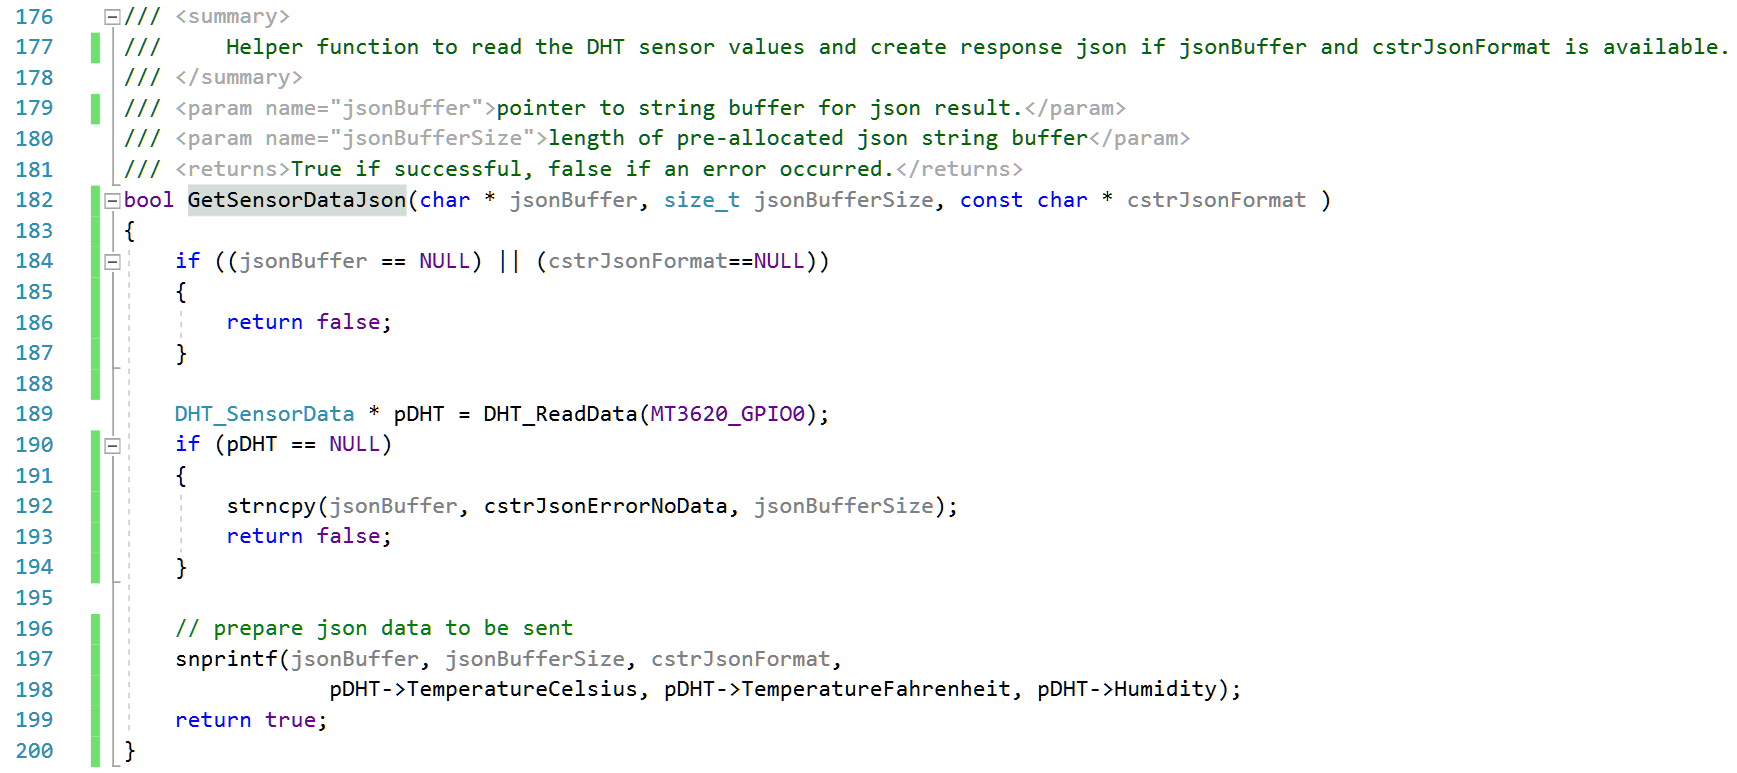 176 /// <summary>
177 ///     Helper function to read the DHT sensor values and create response json if jsonBuffer and cstrJsonFormat is available.
178 /// </summary>
179 /// <param name="jsonBuffer">pointer to string buffer for json result.</param>
180 /// <param name="jsonBufferSize">length of pre-allocated json string buffer</param>
181 /// <returns>True if successful, false if an error occurred.</returns>
182 bool GetSensorDataJson(char * jsonBuffer, size_t jsonBufferSize, const char * cstrJsonFormat )
183 {
184     if ((jsonBuffer == NULL) || (cstrJsonFormat==NULL))
185     {
186         return false;
187     }
188
189     DHT_SensorData * pDHT = DHT_ReadData(MT3620_GPIO0);
190     if (pDHT == NULL)
191     {
192         strncpy(jsonBuffer, cstrJsonErrorNoData, jsonBufferSize);
193         return false;
194     }
195
196     // prepare json data to be sent
197     snprintf(jsonBuffer, jsonBufferSize, cstrJsonFormat,
198                 pDHT->TemperatureCelsius, pDHT->TemperatureFahrenheit, pDHT->Humidity);
199     return true;
200 }